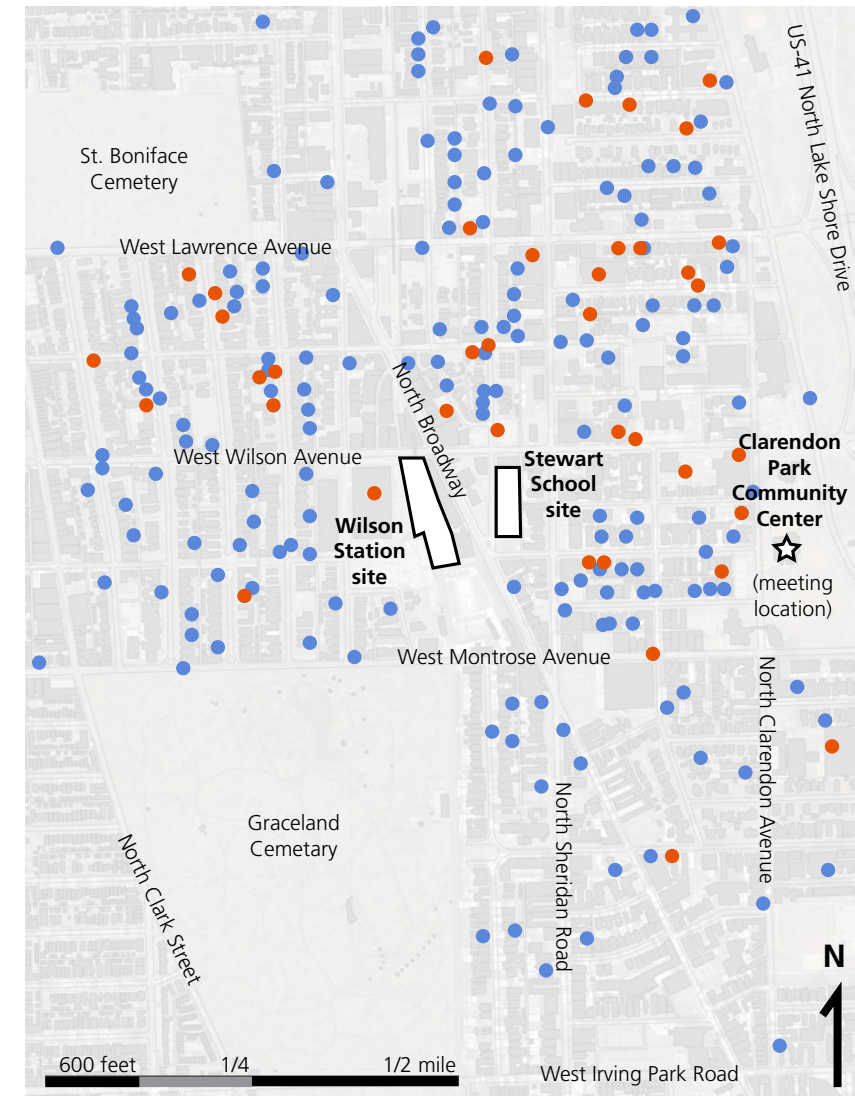 US-41 North Lake Shore Drive
St. Boniface
Cemetery
West Lawrence Avenue
North Broadway
West Wilson Avenue
Stewart
School
site
Clarendon
Park
Community
Center
Wilson
Station
site
(meeting
location)
West Montrose Avenue
North Clarendon Avenue
North Sheridan Road
Graceland
Cemetary
North Clark Street
N
600 feet
1/4
1/2 mile
West Irving Park Road